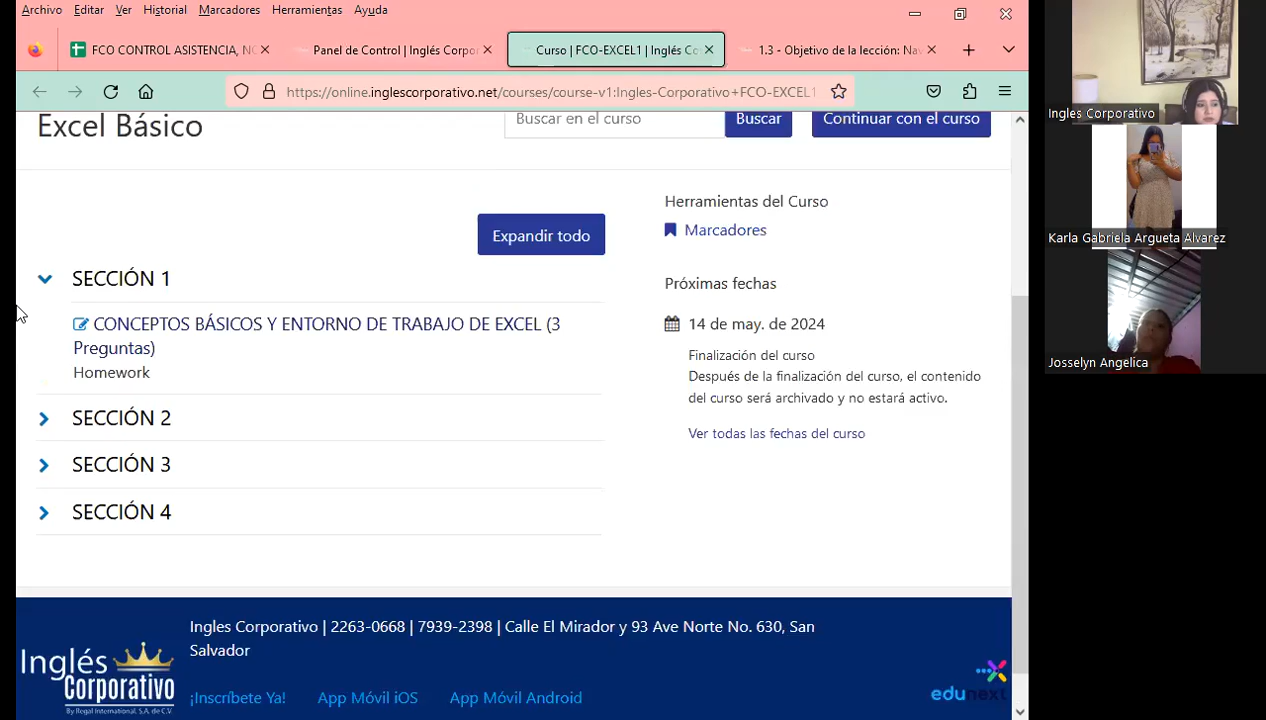 Archivo Editar Ver Historial Marcadores Herramientas Ayuda
FCO CONTROL ASISTENCIA, NO
Panel de Control | Inglés Corpor
Curso | FCO-EXCEL1 | Inglés Co
1.3 - Objetivo de la lección: Nav
https://online.inglescorporativo.net/courses/course-v1:Ingles-Corporativo+FCO-EXCEL1
Excel Básico
Buscar en el curso
Buscar
Continuar con el curso
Expandir todo
SECCIÓN 1
CONCEPTOS BÁSICOS Y ENTORNO DE TRABAJO DE EXCEL (3
Preguntas)
Homework
SECCIÓN 2
SECCIÓN 3
SECCIÓN 4
Herramientas del Curso
Marcadores
Próximas fechas
14 de may. de 2024
Finalización del curso
Después de la finalización del curso, el contenido
del curso será archivado y no estará activo.
Ver todas las fechas del curso
Inglés
Corporativo
By Regal International, S.A. de C.V.
Ingles Corporativo | 2263-0668 | 7939-2398 | Calle El Mirador y 93 Ave Norte No. 630, San
Salvador
¡Inscríbete Ya! App Móvil iOS App Móvil Android
edunext
Ingles Corporativo
Karla Gabriela Argueta Alvarez
Josselyn Angelica